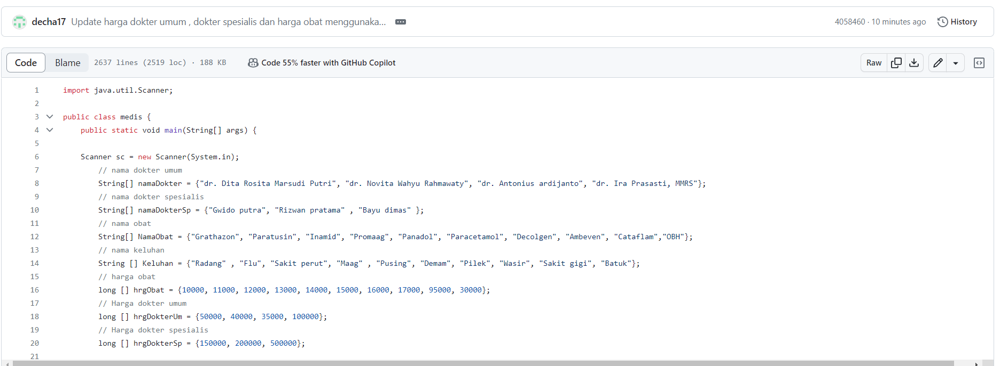 decha17 Update harga dokter umum , dokter spesialis dan harga obat menggunaka... 4058460 · 10 minutes ago History
Code Blame 2637 lines (2519 loc) · 188 KB Code 55% faster with GitHub Copilot Raw
1 import java.util.Scanner;
2
3 public class medis {
4 public static void main(String[] args) {
5
6 Scanner sc = new Scanner(System.in);
7 // nama dokter umum
8 String[] namaDokter = {"dr. Dita Rosita Marsudi Putri", "dr. Novita Wahyu Rahmawaty", "dr. Antonius ardijanto", "dr. Ira Prasasti, MMRS"};
9 // nama dokter spesialis
10 String[] namaDokterSp = {"Gwido putra", "Rizwan pratama" , "Bayu dimas" };
11 // nama obat
12 String[] NamaObat = {"Grathazon", "Paratusin", "Inamid", "Promaag", "Panadol", "Paracetamol", "Decolgen", "Ambeven", "Cataflam","OBH"};
13 // nama keluhan
14 String [] Keluhan = {"Radang" , "Flu", "Sakit perut", "Maag" , "Pusing", "Demam", "Pilek", "Wasir", "Sakit gigi", "Batuk"};
15 // harga obat
16 long [] hrgObat = {10000, 11000, 12000, 13000, 14000, 15000, 16000, 17000, 95000, 30000};
17 // Harga dokter umum
18 long [] hrgDokterUm = {50000, 40000, 35000, 100000};
19 // Harga dokter spesialis
20 long [] hrgDokterSp = {150000, 200000, 500000};
21